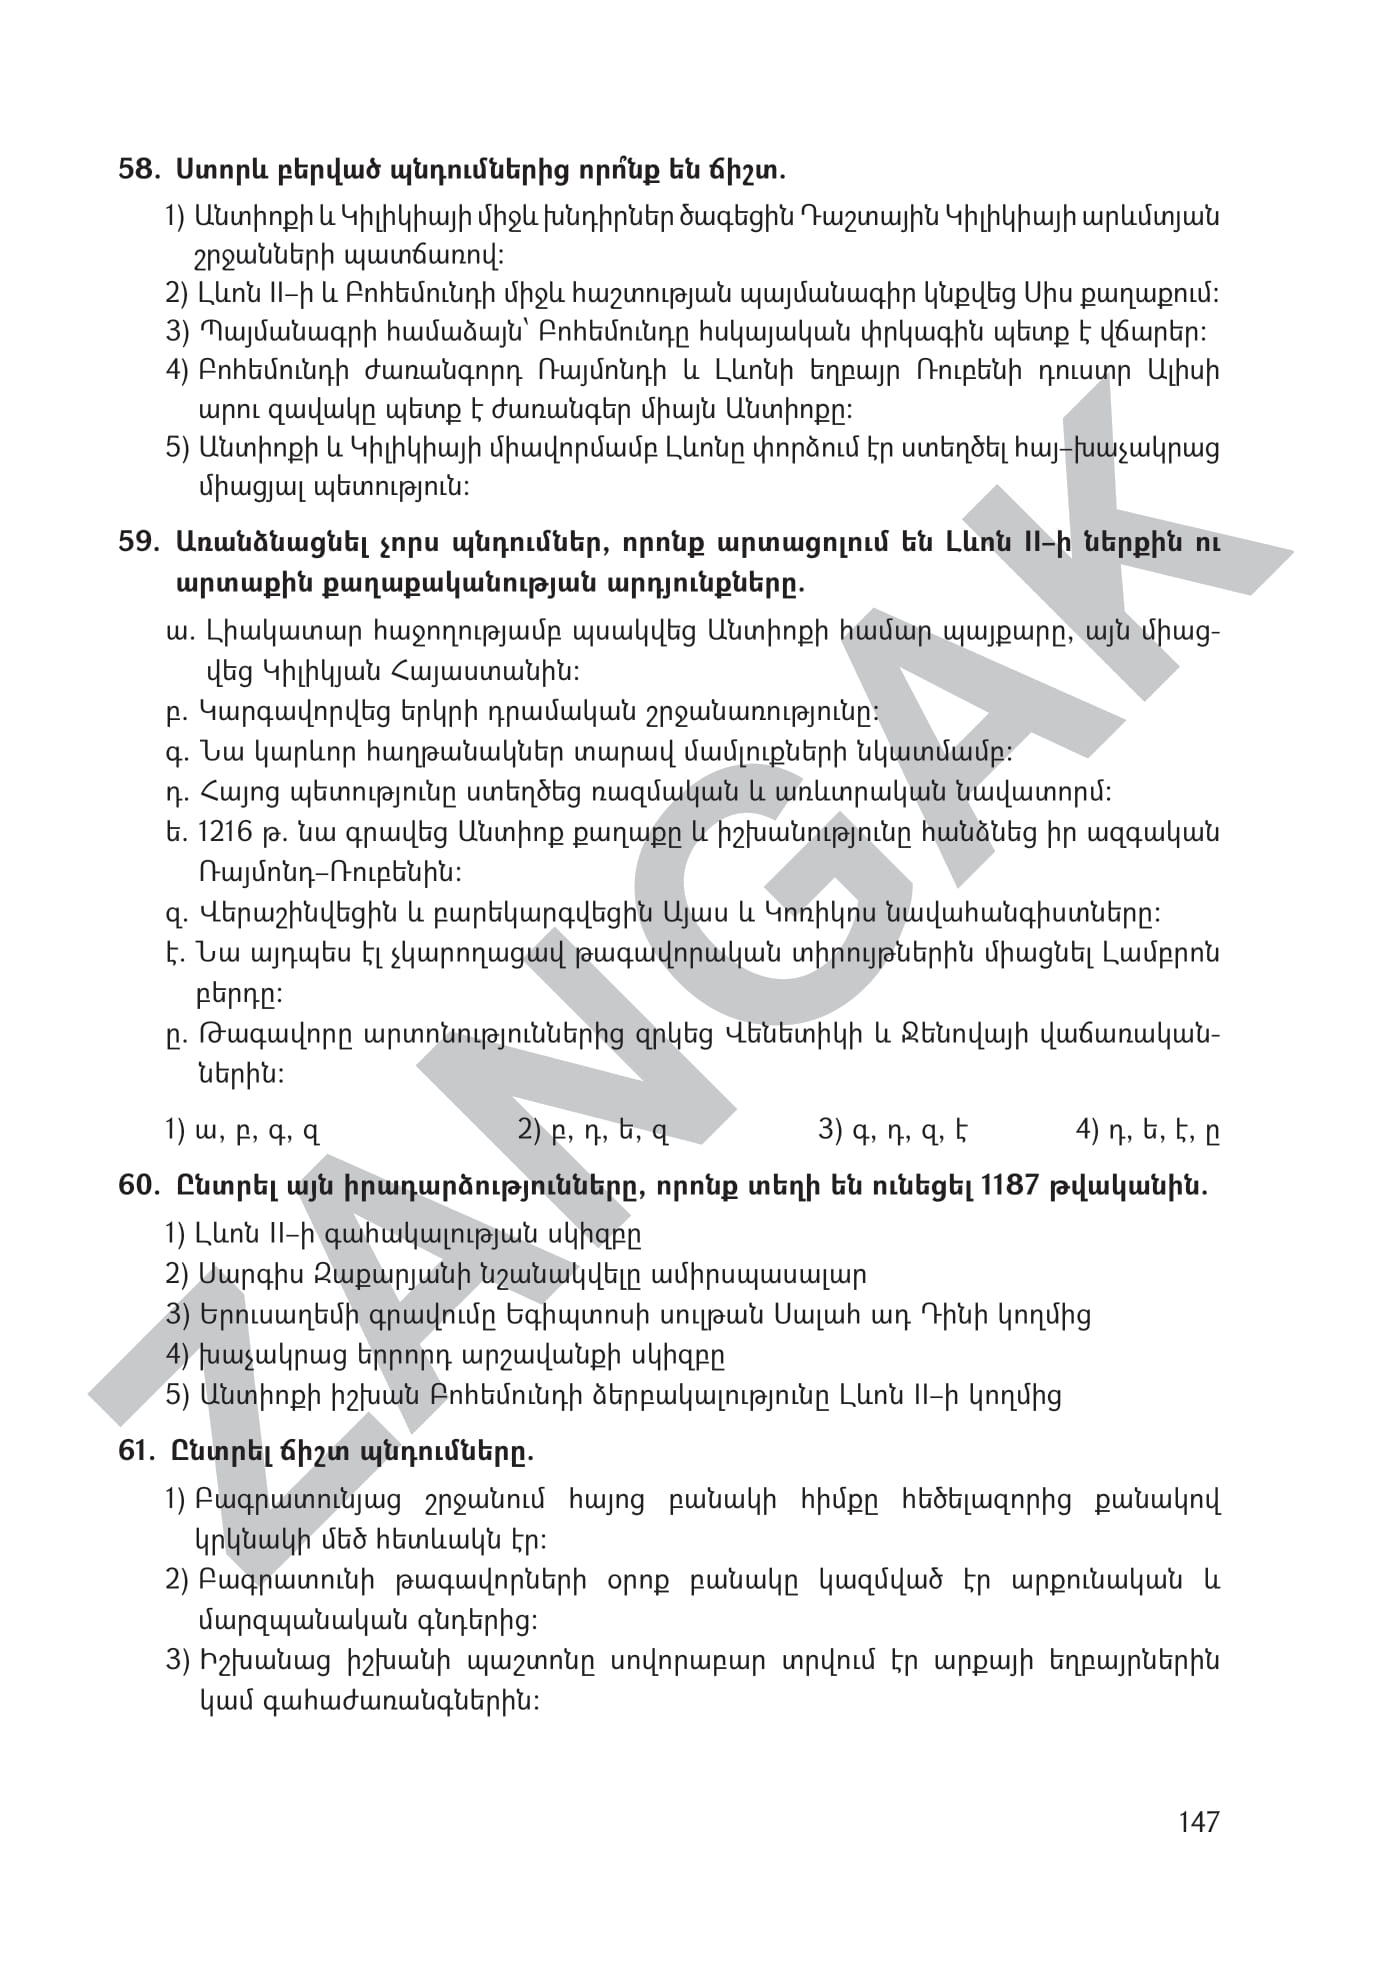 58. Ստորև բերված պնդումներից որո՞նք են ճիշտ.
1) Անտիոքի և Կիլիկիայի միջև խնդիրներ ծագեցին Դաշտային Կիլիկիայի արևմտյան
շրջանների պատճառով:
2) Լևոն II–ի և Բոհեմունդի միջև հաշտության պայմանագիր կնքվեց Սիս քաղաքում:
3) Պայմանագրի համաձայն՝ Բոհեմունդը հսկայական փրկագին պետք է վճարեր:
4) Բոհեմունդի ժառանգորդ Ռայմոնդի և Լևոնի եղբայր Ռուբենի դուստր Ալիսի
արու զավակը պետք է ժառանգեր միայն Անտիոքը:
5) Անտիոքի և Կիլիկիայի միավորմամբ Լևոնը փորձում էր ստեղծել հայ–խաչակրաց
միացյալ պետություն:
59. Առանձնացնել չորս պնդումներ, որոնք արտացոլում են Լևոն II–ի ներքին ու
արտաքին քաղաքականության արդյունքները.
ա. Լիակատար հաջողությամբ պսակվեց Անտիոքի համար պայքարը, այն միաց-
վեց Կիլիկյան Հայաստանին:
բ. Կարգավորվեց երկրի դրամական շրջանառությունը:
գ. Նա կարևոր հաղթանակներ տարավ մամլուքների նկատմամբ:
դ. Հայոց պետությունը ստեղծեց ռազմական և առևտրական նավատորմ:
ե. 1216 թ. նա գրավեց Անտիոք քաղաքը և իշխանությունը հանձնեց իր ազգական
Ռայմոնդ–Ռուբենին:
զ. Վերաշինվեցին և բարեկարգվեցին Այաս և Կոռիկոս նավահանգիստները:
է. Նա այդպես էլ չկարողացավ թագավորական տիրույթներին միացնել Լամբրոն
բերդը:
ը. Թագավորը արտոնություններից զրկեց Վենետիկի և Ջենովայի վաճառական-
ներին:
1) ա, բ, գ, զ 2) բ, դ, ե, զ 3) գ, դ, զ, է 4) դ, ե, է, ը
60. Ընտրել այն իրադարձությունները, որոնք տեղի են ունեցել 1187 թվականին.
1) Լևոն II–ի գահակալության սկիզբը
2) Սարգիս Զաքարյանի նշանակվելը ամիրսպասալար
3) Երուսաղեմի գրավումը Եգիպտոսի սուլթան Սալահ ադ Դինի կողմից
4) խաչակրաց երրորդ արշավանքի սկիզբը
5) Անտիոքի իշխան Բոհեմունդի ձերբակալությունը Լևոն II–ի կողմից
61. Ընտրել ճիշտ պնդումները.
1) Բագրատունյաց շրջանում հայոց բանակի հիմքը հեծելազորից քանակով
կրկնակի մեծ հետևակն էր:
2) Բագրատունի թագավորների օրոք բանակը կազմված էր արքունական և
մարզպանական գնդերից:
3) Իշխանաց իշխանի պաշտոնը սովորաբար տրվում էր արքայի եղբայրներին
կամ գահաժառանգներին:
147
ZANGAK